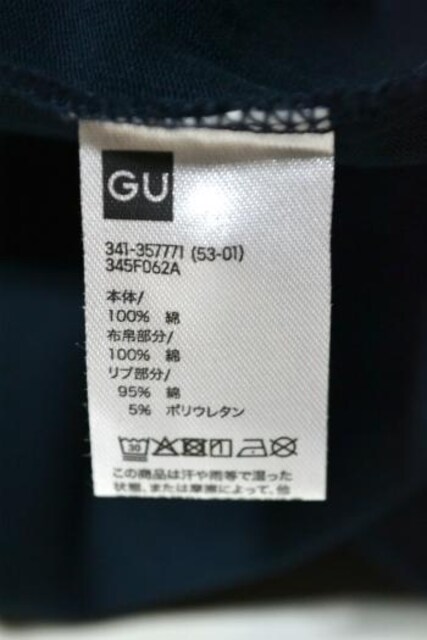 GU
341-357771 (53-01)
345F062A
本体/
100% 綿
布帛部分/
100% 綿
リブ部分/
95% 綿
5% ポリウレタン
30
この商品は汗や雨等で湿った
状態、または摩擦によって、他